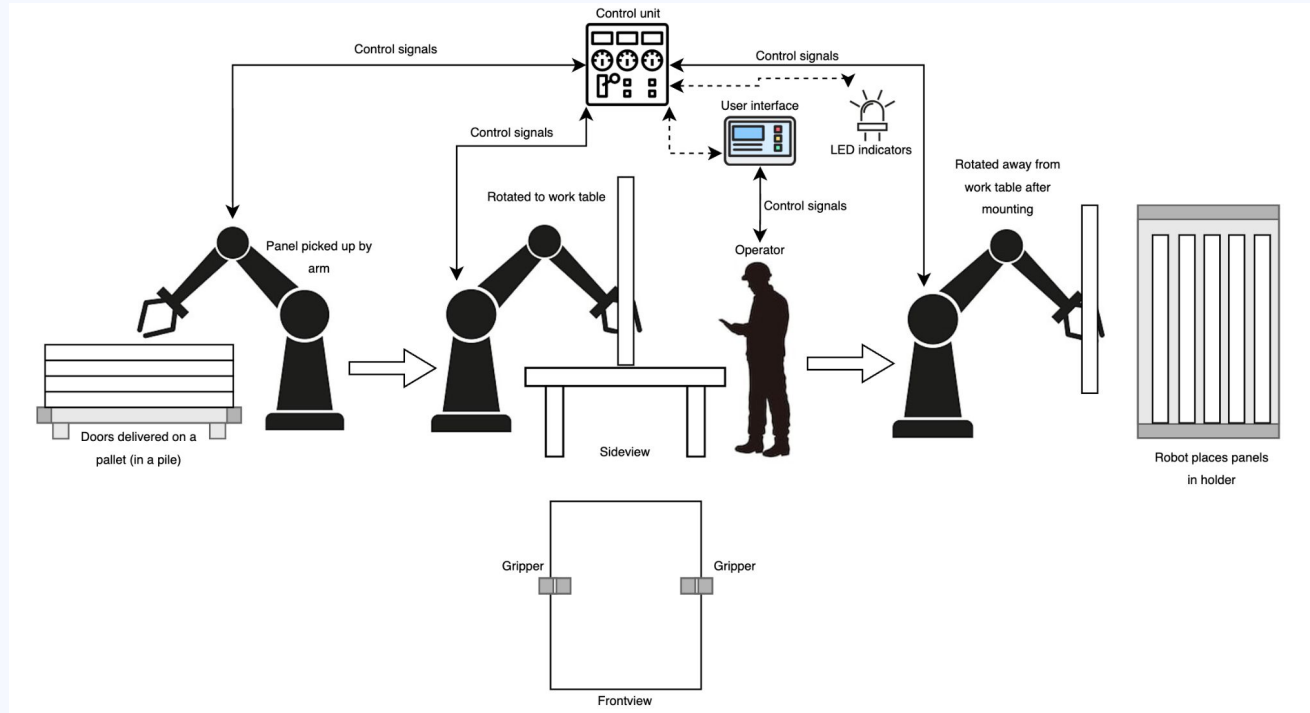 Control unit
Control signals
Control signals
User interface
Control signals
LED indicators
Rotated away from
work table after
mounting
Rotated to work table
Control signals
Operator
Panel picked up by
arm
Doors delivered on a
pallet (in a pile)
Sideview
Robot places panels
in holder
Gripper
Gripper
Frontview